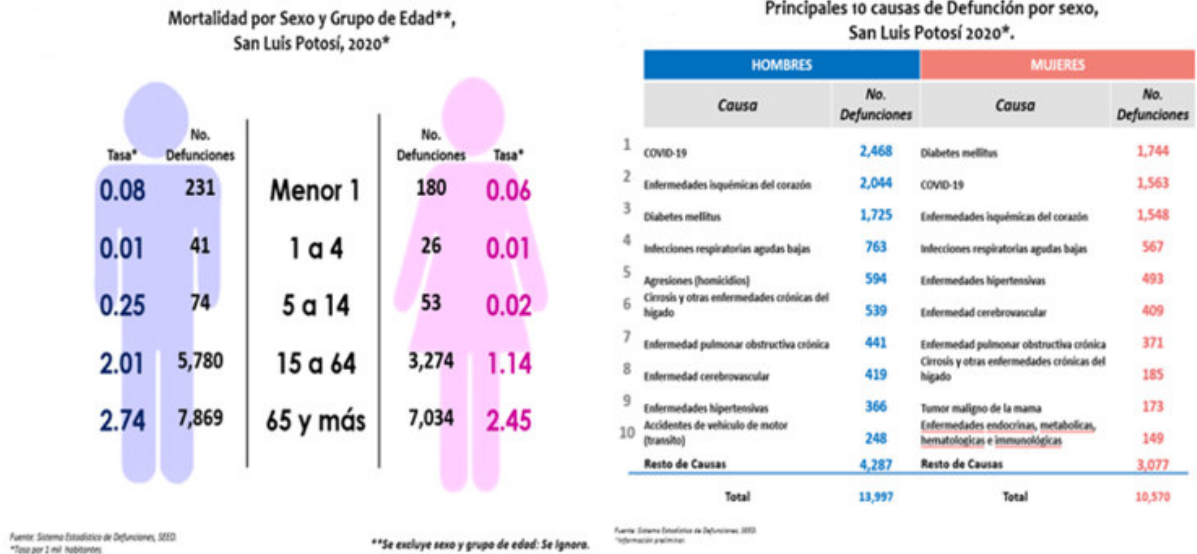 Mortalidad por Sexo y Grupo de Edad**,
San Luis Potosí, 2020*
No.
Tasa* Defunciones
No.
Defunciones Tasa*
0.08 231 Menor 1 180 0.06
0.01 41 1 a 4 26 0.01
0.25 74 5 a 14 53 0.02
2.01 5,780 15 a 64 3,274 1.14
2.74 7,869 65 y más 7,034 2.45
Fuente: Sistema Estadístico de Defunciones, SEED.
*Tasa por 1 mil habitantes
**Se excluye sexo y grupo de edad: Se Ignora.
Principales 10 causas de Defunción por sexo,
San Luis Potosí 2020*.
HOMBRES MUJERES
Causa No. Defunciones Causa No. Defunciones
1 COVID-19 2,468 Diabetes mellitus 1,744
2 Enfermedades isquémicas del corazón 2,044 COVID-19 1,563
3 Diabetes mellitus 1,725 Enfermedades isquémicas del corazón 1,548
4 Infecciones respiratorias agudas bajas 763 Infecciones respiratorias agudas bajas 567
5 Agresiones (homicidios) 594 Enfermedades hipertensivas 493
6 Cirrosis y otras enfermedades crónicas del hígado 539 Enfermedad cerebrovascular 409
7 Enfermedad pulmonar obstructiva crónica 441 Enfermedad pulmonar obstructiva crónica 371
8 Enfermedad cerebrovascular 419 Cirrosis y otras enfermedades crónicas del hígado 185
9 Enfermedades hipertensivas 366 Tumor maligno de la mama 173
10 Accidentes de vehículo de motor (transito) 248 Enfermedades endocrinas, metabolicas, hematologicas e immunológicas 149
Resto de Causas 4,287 Resto de Causas 3,077
Total 13,997 Total 10,570
Fuente: Sistema Estadístico de Defunciones, SEED.
*Información preliminar.